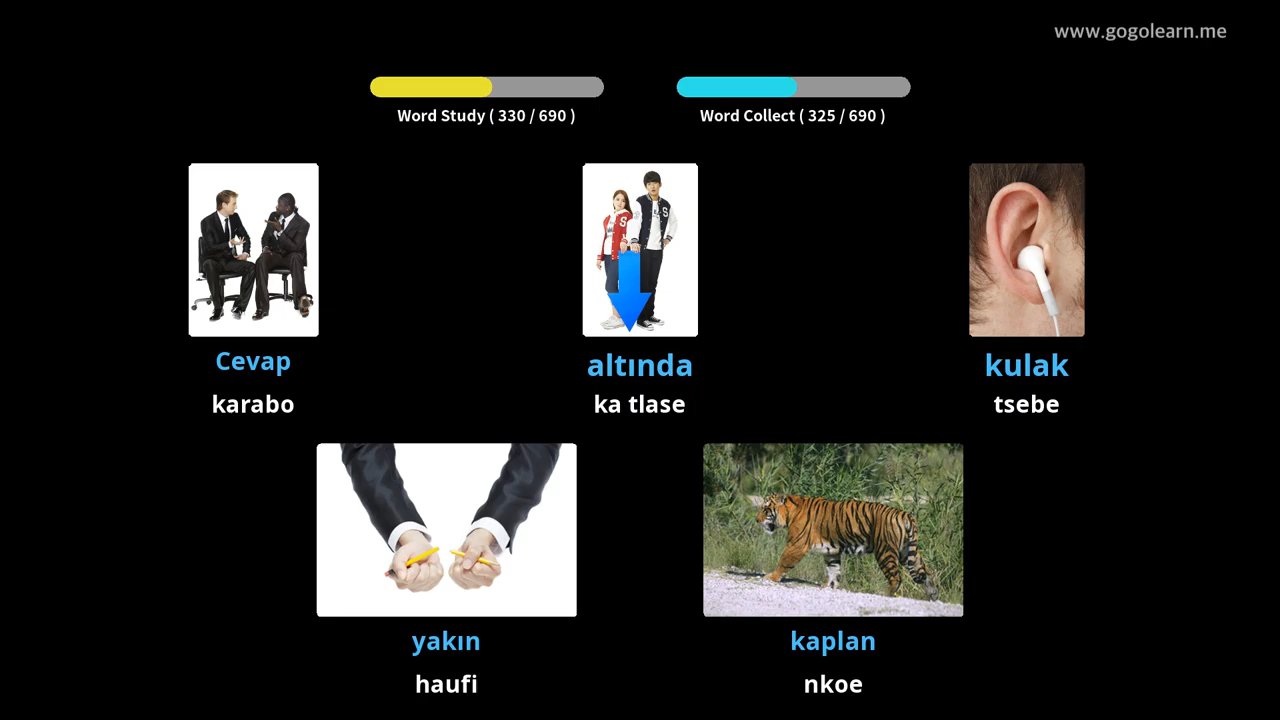 www.gogolearn.me
Word Study ( 330 / 690 )
Word Collect ( 325 / 690 )
Cevap
karabo
altında
ka tlase
kulak
tsebe
yakın
haufi
kaplan
nkoe